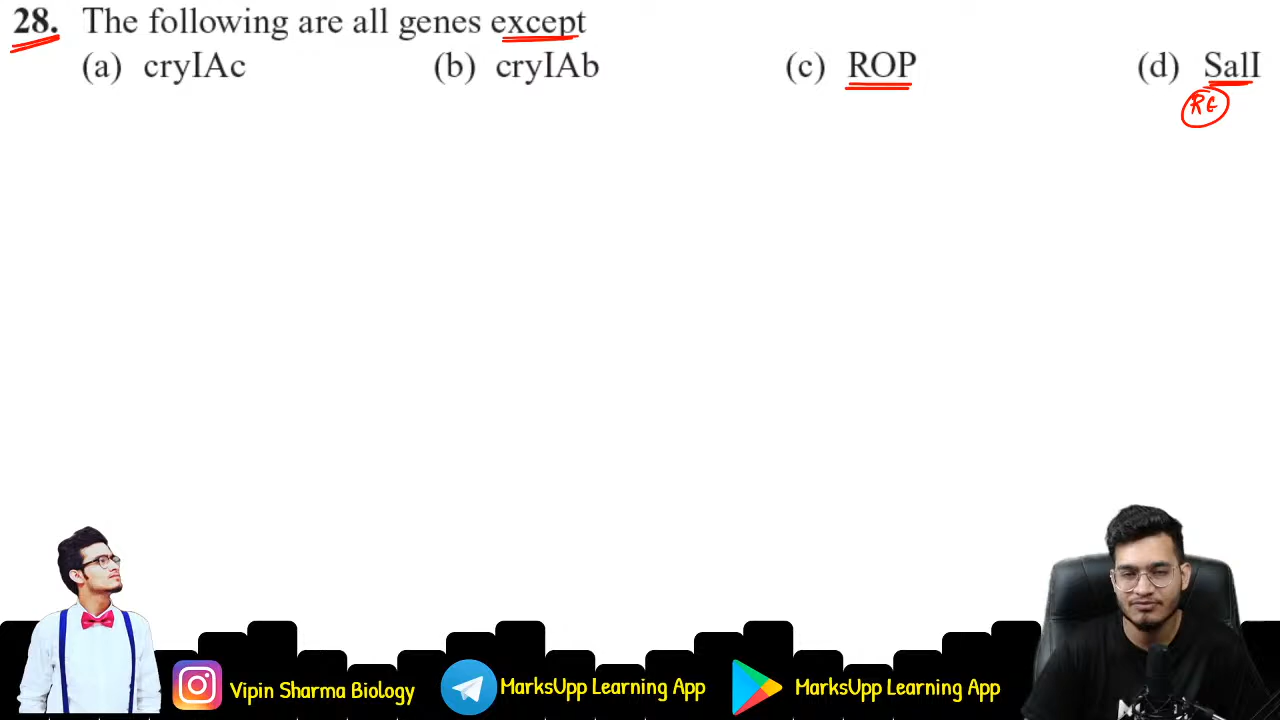 28. The following are all genes except
(a) cryIAc (b) cryIAb (c) ROP (d) SalI
RE
Vipin Sharma Biology MarksUpp Learning App MarksUpp Learning App